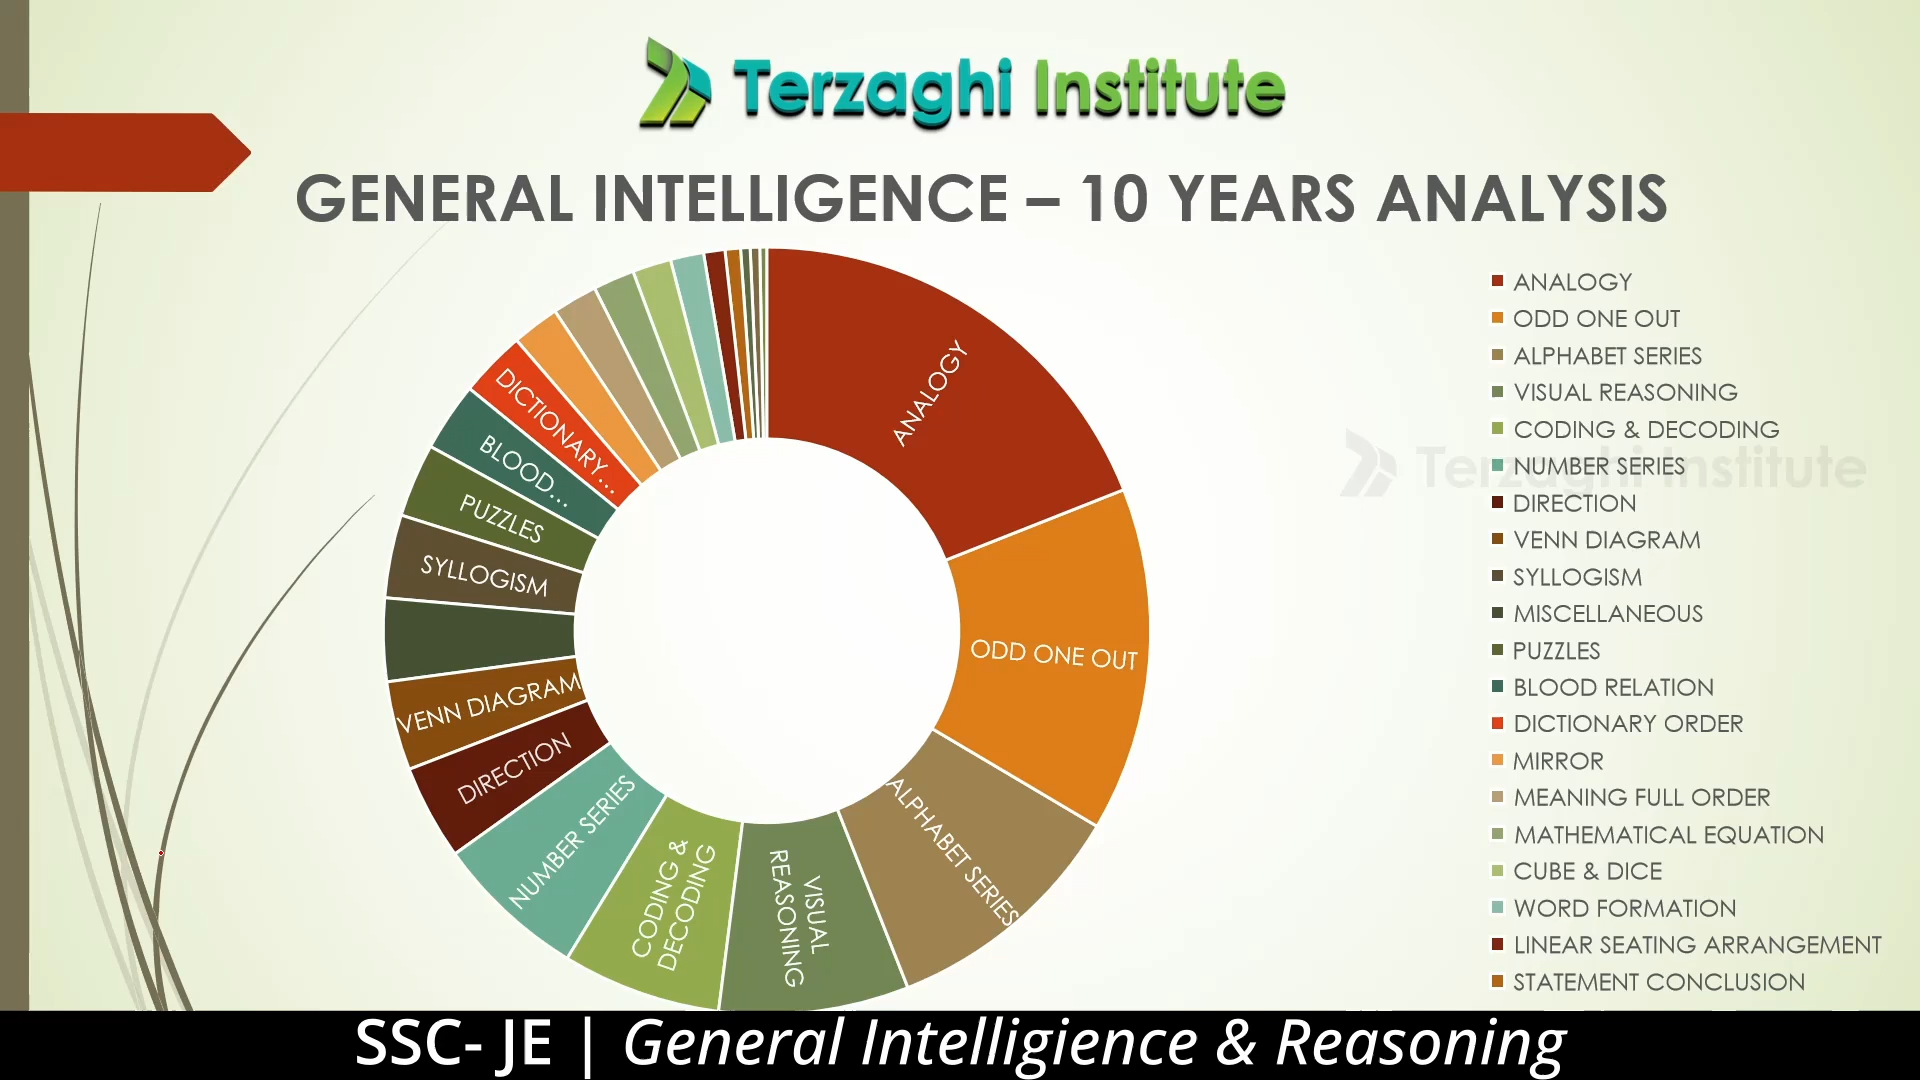 Terzaghi Institute
GENERAL INTELLIGENCE – 10 YEARS ANALYSIS
ANALOGY
ODD ONE OUT
ALPHABET SERIES
VISUAL
REASONING
CODING &
DECODING
NUMBER SERIES
DIRECTION
VENN DIAGRAM
SYLLOGISM
PUZZLES
BLOOD...
DICTIONARY...
ANALOGY
ODD ONE OUT
ALPHABET SERIES
VISUAL REASONING
CODING & DECODING
Terzaghi Institute
NUMBER SERIES
DIRECTION
VENN DIAGRAM
SYLLOGISM
MISCELLANEOUS
PUZZLES
BLOOD RELATION
DICTIONARY ORDER
MIRROR
MEANING FULL ORDER
MATHEMATICAL EQUATION
CUBE & DICE
WORD FORMATION
LINEAR SEATING ARRANGEMENT
STATEMENT CONCLUSION
SSC- JE | General Intelligience & Reasoning